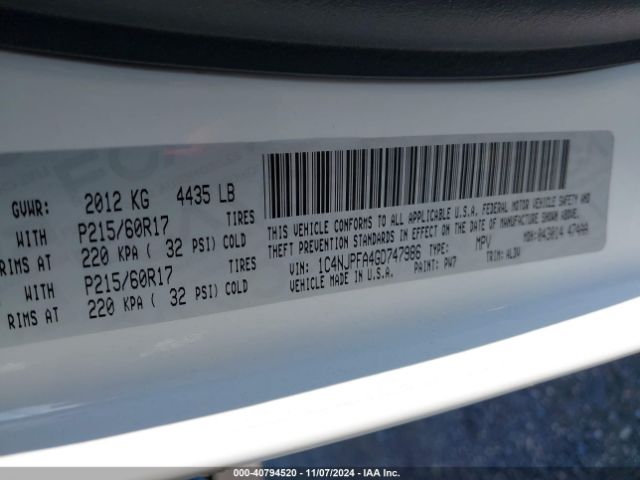 GVWR: 2012 KG 4435 LB
WITH P215/60R17 TIRES
RIMS AT 220 KPA ( 32 PSI) COLD
WITH P215/60R17 TIRES
RIMS AT 220 KPA ( 32 PSI) COLD
THIS VEHICLE CONFORMS TO ALL APPLICABLE U.S.A. FEDERAL MOTOR VEHICLE SAFETY AND
THEFT PREVENTION STANDARDS IN EFFECT ON THE DATE OF MANUFACTURE SHOWN ABOVE.
VIN: 1C4NJPFA4GD747986 TYPE: MPV
VEHICLE MADE IN U.S.A. PAINT: PW7 TRIM: ALDV
000-40794520 - 11/07/2024 - IAA Inc.